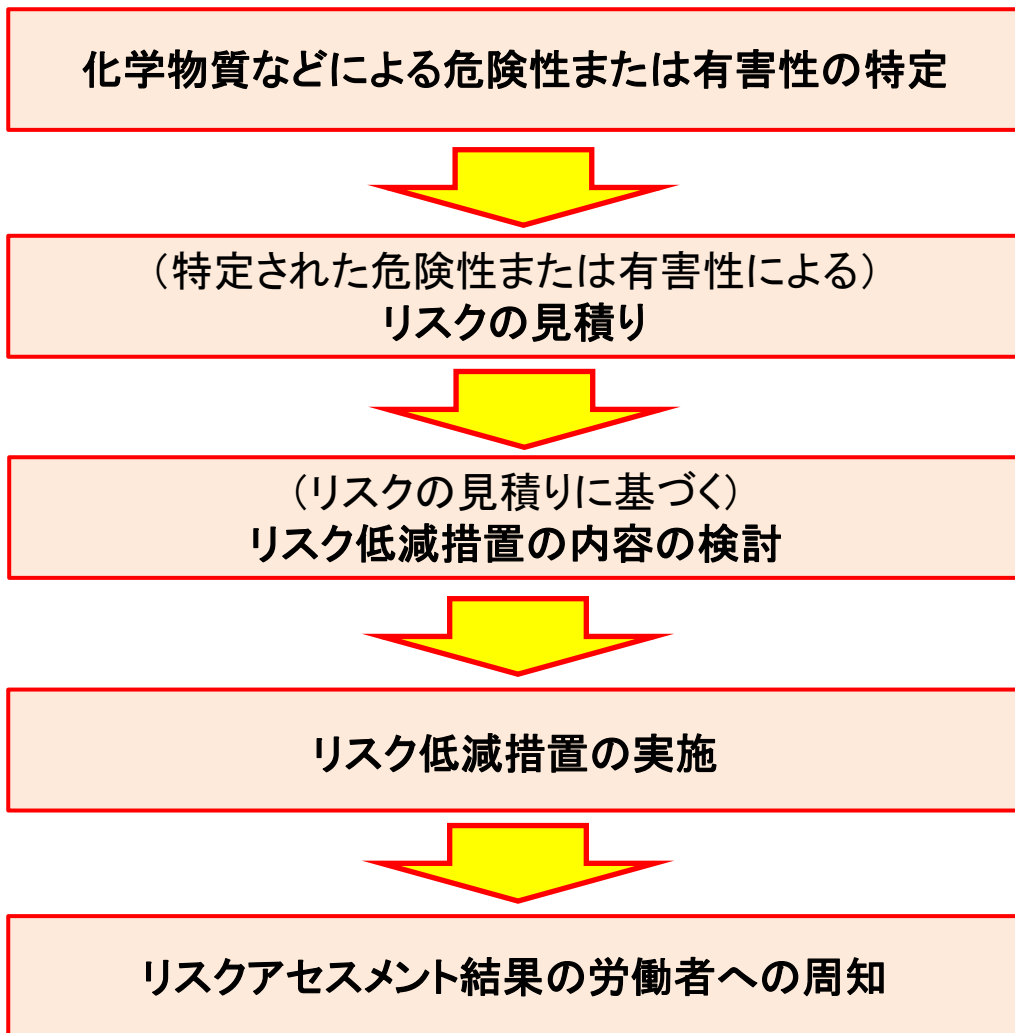 化学物質などによる危険性または有害性の特定
（特定された危険性または有害性による）
リスクの見積り
（リスクの見積りに基づく）
リスク低減措置の内容の検討
リスク低減措置の実施
リスクアセスメント結果の労働者への周知